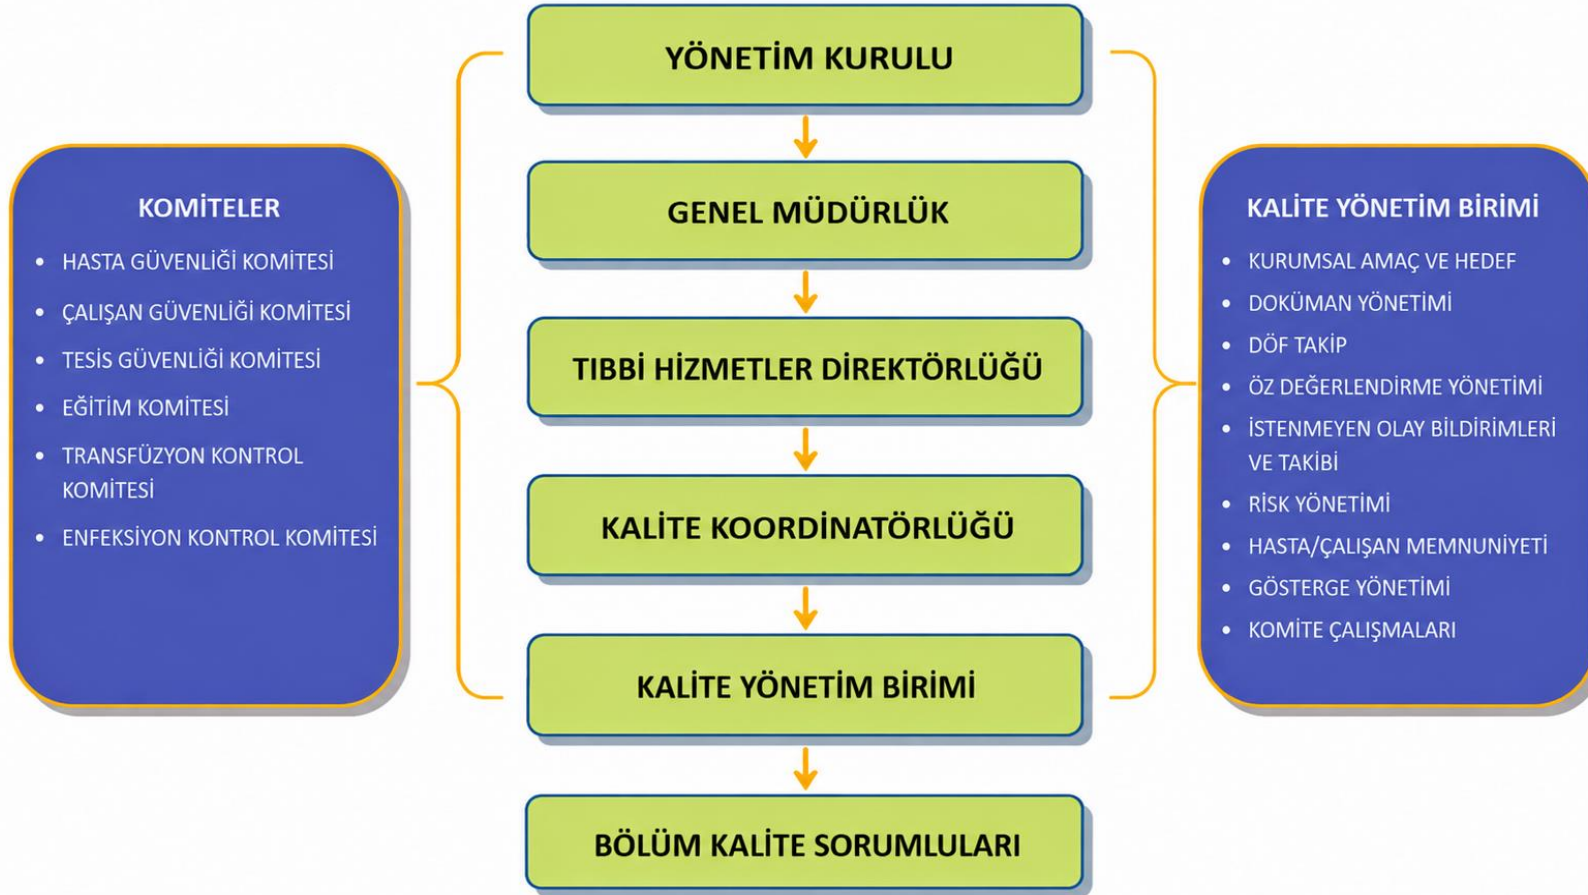 YÖNETİM KURULU
GENEL MÜDÜRLÜK
TIBBİ HİZMETLER DİREKTÖRLÜĞÜ
KALİTE KOORDİNATÖRLÜĞÜ
KALİTE YÖNETİM BİRİMİ
BÖLÜM KALİTE SORUMLULARI
KOMİTELER
• HASTA GÜVENLİĞİ KOMİTESİ
• ÇALIŞAN GÜVENLİĞİ KOMİTESİ
• TESİS GÜVENLİĞİ KOMİTESİ
• EĞİTİM KOMİTESİ
• TRANSFÜZYON KONTROL
KOMİTESİ
• ENFEKSİYON KONTROL KOMİTESİ
KALİTE YÖNETİM BİRİMİ
• KURUMSAL AMAÇ VE HEDEF
• DOKÜMAN YÖNETİMİ
• DÖF TAKİP
• ÖZ DEĞERLENDİRME YÖNETİMİ
• İSTENMEYEN OLAY BİLDİRİMLERİ
VE TAKİBİ
• RİSK YÖNETİMİ
• HASTA/ÇALIŞAN MEMNUNİYETİ
• GÖSTERGE YÖNETİMİ
• KOMİTE ÇALIŞMALARI